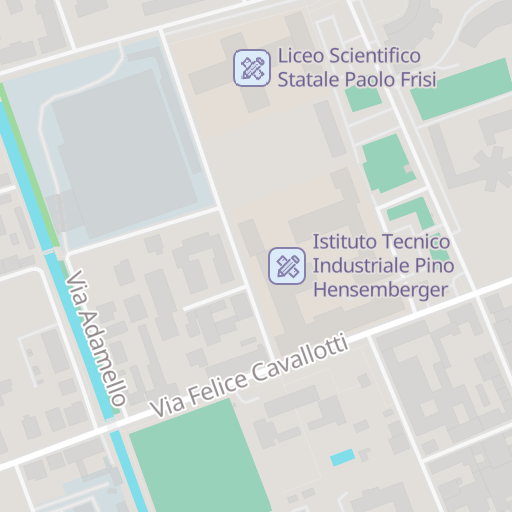 Liceo Scientifico
Statale Paolo Frisi
Istituto Tecnico
Industriale Pino
Hensemberger
Via Adamello
Via Felice Cavallotti